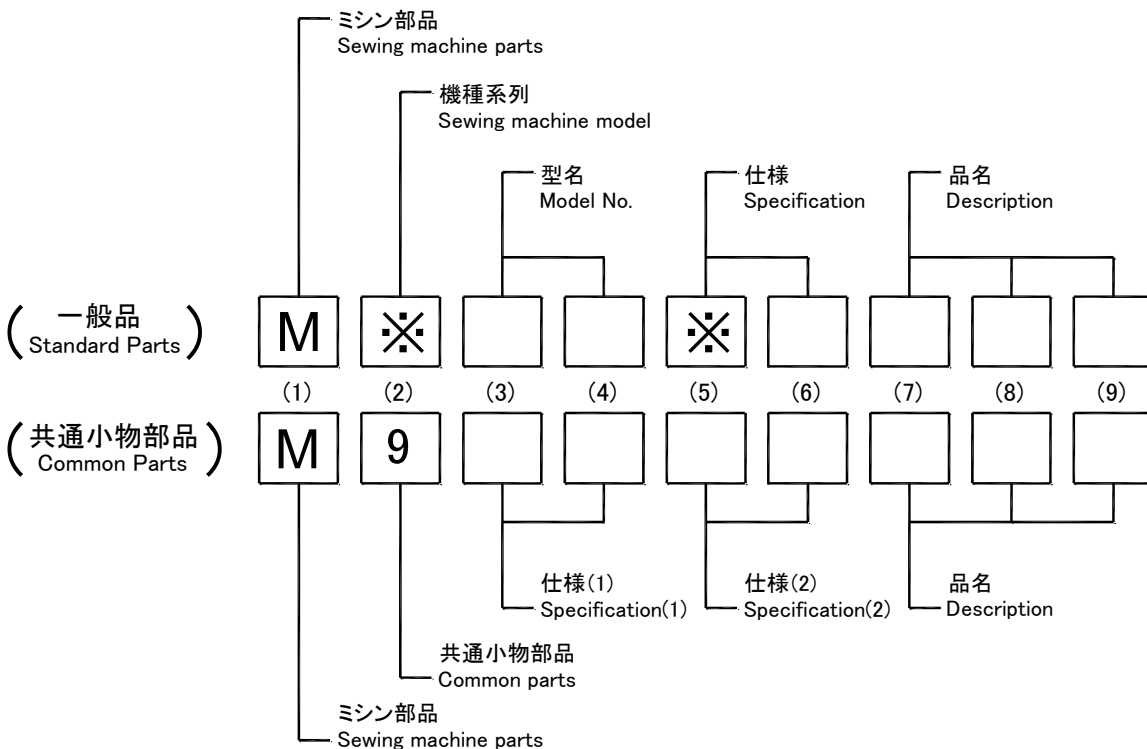 ミシン部品
Sewing machine parts
機種系列
Sewing machine model
型名
Model No.
仕様
Specification
品名
Description
一般品
Standard Parts
M ※ ※
(1) (2) (3) (4) (5) (6) (7) (8) (9)
共通小物部品
Common Parts
M 9
仕様(1)
Specification(1)
仕様(2)
Specification(2)
品名
Description
共通小物部品
Common parts
ミシン部品
Sewing machine parts